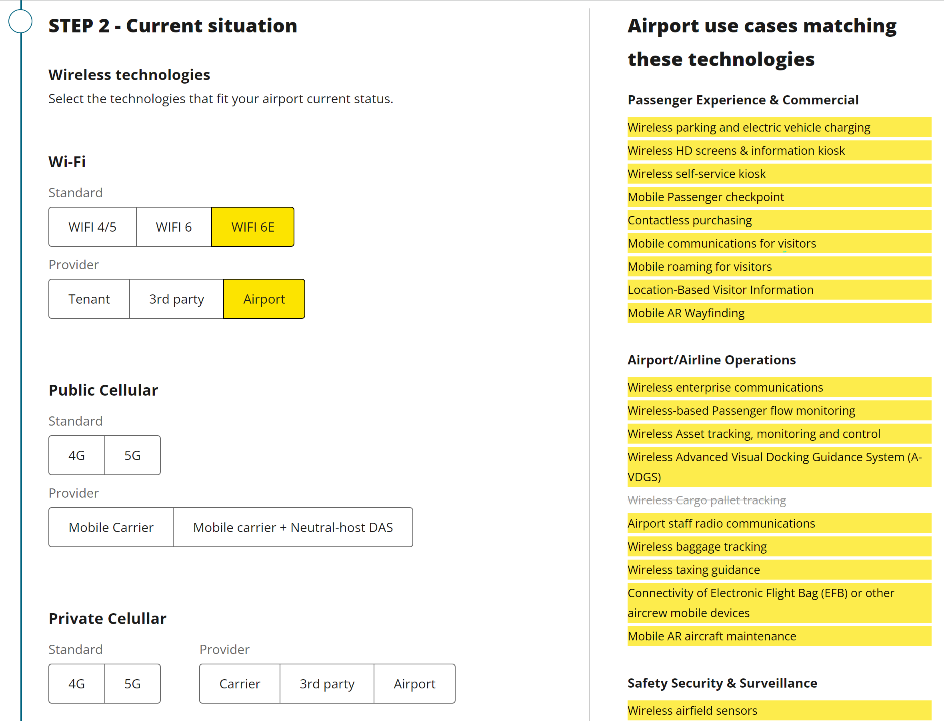 STEP 2 - Current situation
Wireless technologies
Select the technologies that fit your airport current status.
Wi-Fi
Standard
WIFI 4/5
WIFI 6
WIFI 6E
Provider
Tenant
3rd party
Airport
Public Cellular
Standard
4G
5G
Provider
Mobile Carrier
Mobile carrier + Neutral-host DAS
Private Celullar
Standard
4G
5G
Provider
Carrier
3rd party
Airport
Airport use cases matching
these technologies
Passenger Experience & Commercial
Wireless parking and electric vehicle charging
Wireless HD screens & information kiosk
Wireless self-service kiosk
Mobile Passenger checkpoint
Contactless purchasing
Mobile communications for visitors
Mobile roaming for visitors
Location-Based Visitor Information
Mobile AR Wayfinding
Airport/Airline Operations
Wireless enterprise communications
Wireless-based Passenger flow monitoring
Wireless Asset tracking, monitoring and control
Wireless Advanced Visual Docking Guidance System (A-
VDGS)
Wireless Cargo pallet tracking
Airport staff radio communications
Wireless baggage tracking
Wireless taxing guidance
Connectivity of Electronic Flight Bag (EFB) or other
aircrew mobile devices
Mobile AR aircraft maintenance
Safety Security & Surveillance
Wireless airfield sensors